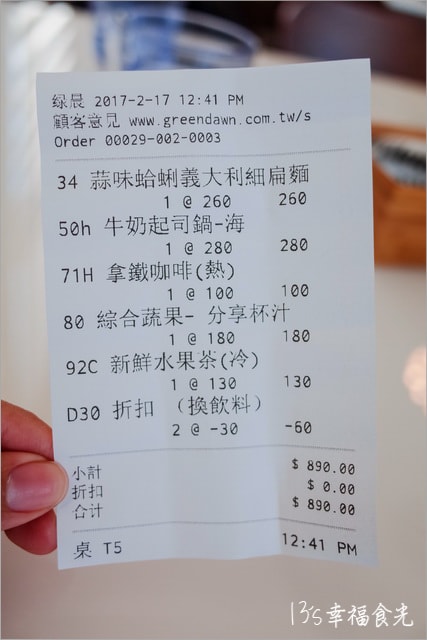 绿晨 2017-2-17 12:41 PM
顧客意見 www.greendawn.com.tw/s
Order 00029-002-0003
34 蒜味蛤蜊義大利細扁麵
1 @ 260 260
50h 牛奶起司鍋-海
1 @ 280 280
71H 拿鐵咖啡(熱)
1 @ 100 100
80 綜合蔬果- 分享杯汁
1 @ 180 180
92C 新鮮水果茶(冷)
1 @ 130 130
D30 折扣 (換飲料)
2 @ -30 -60
小計 $ 890.00
折扣 $ 0.00
合计 $ 890.00
桌 T5 12:41 PM
13's幸福食光